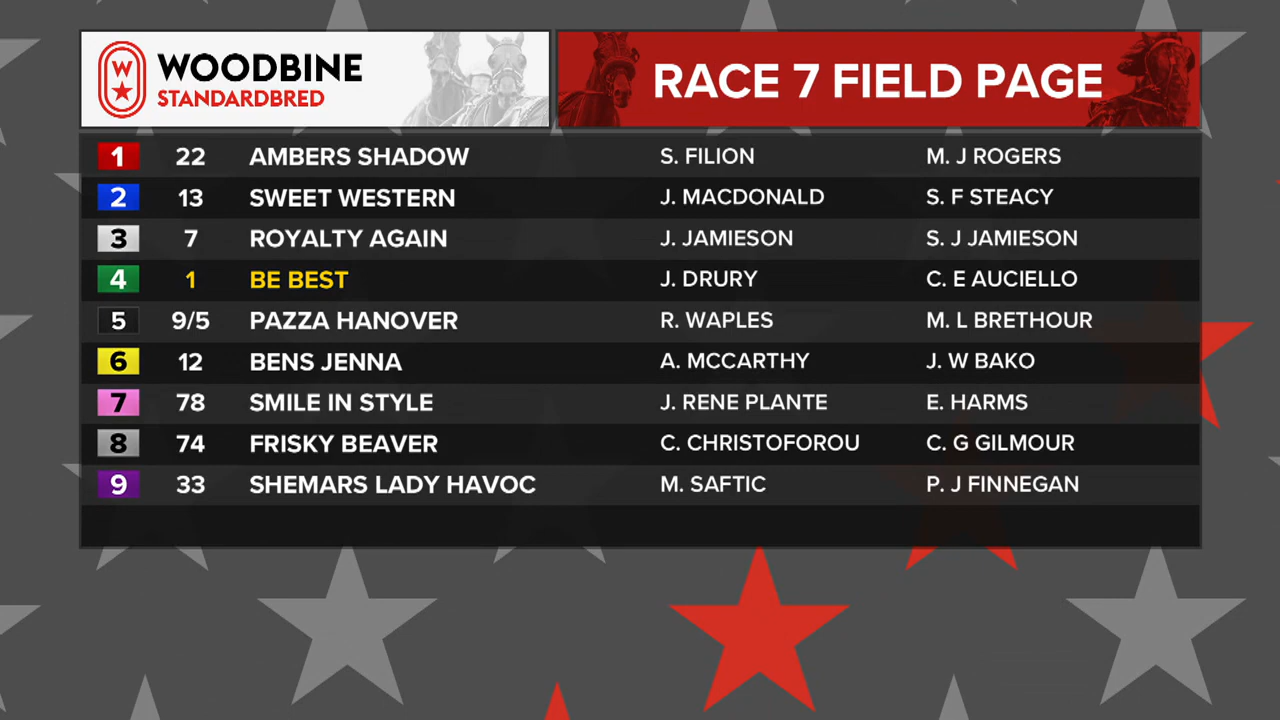 W
WOODBINE
STANDARDBRED
RACE 7 FIELD PAGE
1 22 AMBERS SHADOW S. FILION M. J ROGERS
2 13 SWEET WESTERN J. MACDONALD S. F STEACY
3 7 ROYALTY AGAIN J. JAMIESON S. J JAMIESON
4 1 BE BEST J. DRURY C. E AUCIELLO
5 9/5 PAZZA HANOVER R. WAPLES M. L BRETHOUR
6 12 BENS JENNA A. MCCARTHY J. W BAKO
7 78 SMILE IN STYLE J. RENE PLANTE E. HARMS
8 74 FRISKY BEAVER C. CHRISTOFOROU C. G GILMOUR
9 33 SHEMARS LADY HAVOC M. SAFTIC P. J FINNEGAN